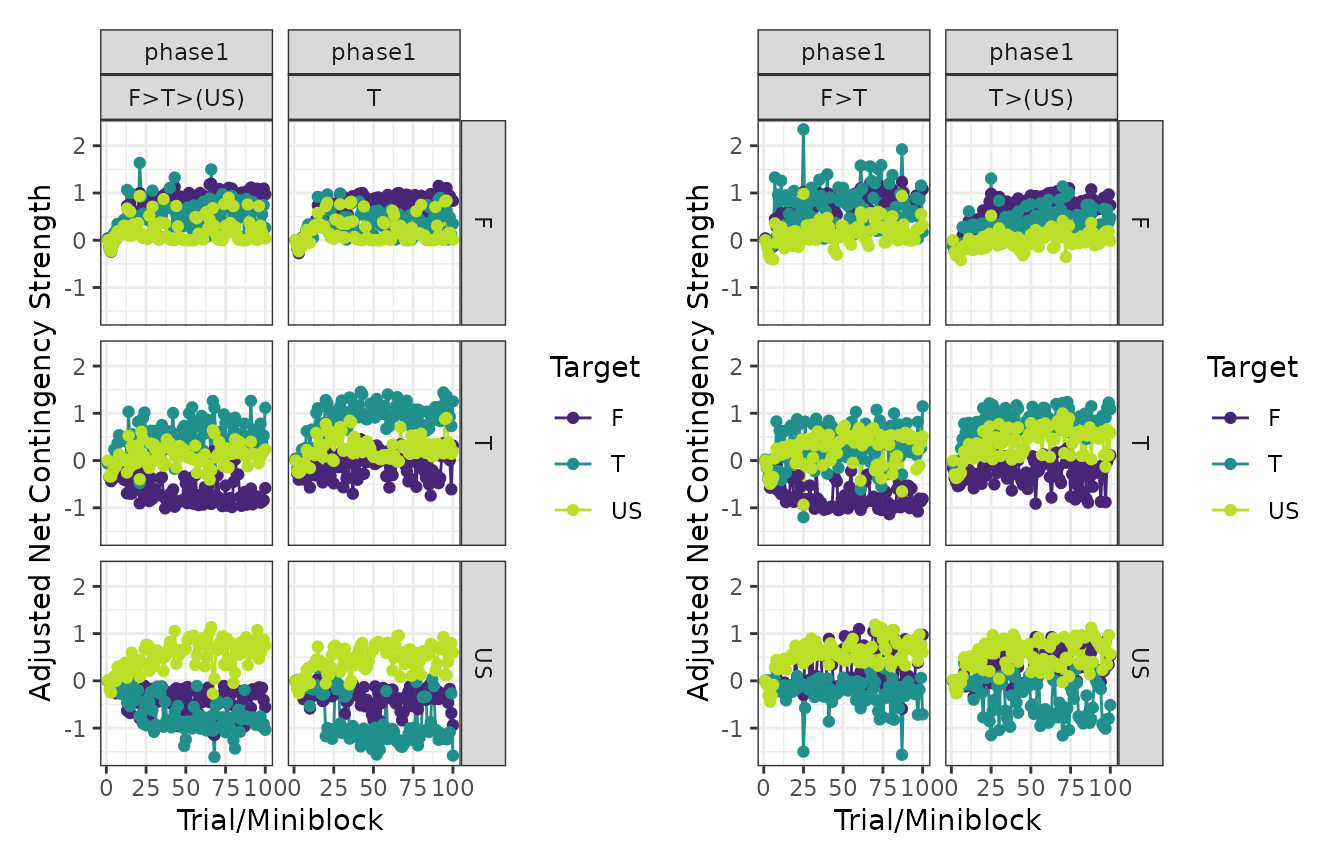 phase1 phase1 phase1 phase1
F>T>(US) T F>T T>(US)
Adjusted Net Contingency Strength
2
1
0
-1
F
2
1
0
-1
T
2
1
0
-1
US
0 25 50 75 100 0 25 50 75 100
Trial/Miniblock
Target
F
T
US
Adjusted Net Contingency Strength
2
1
0
-1
F
2
1
0
-1
T
2
1
0
-1
US
0 25 50 75 100 0 25 50 75 100
Trial/Miniblock
Target
F
T
US